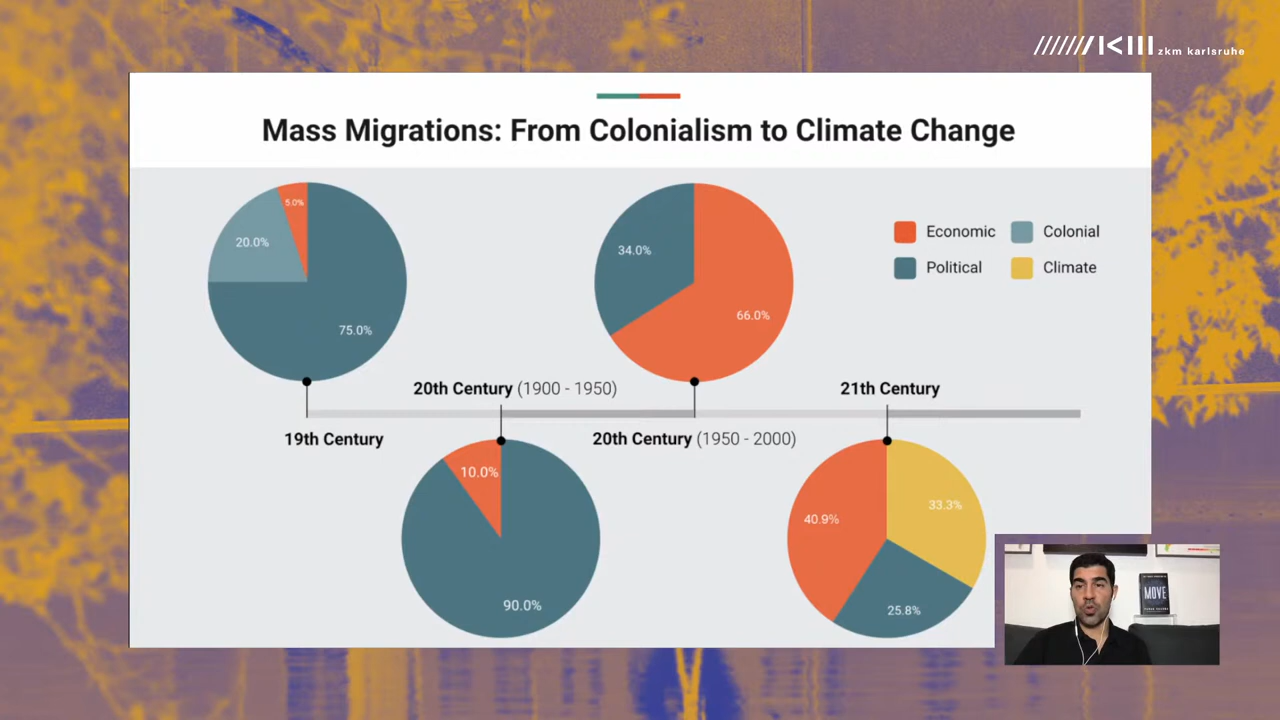 zkm karlsruhe
Mass Migrations: From Colonialism to Climate Change
5.0%
20.0%
75.0%
34.0%
66.0%
Economic
Colonial
Political
Climate
20th Century (1900 - 1950)
21th Century
19th Century
20th Century (1950 - 2000)
10.0%
90.0%
40.9%
33.3%
25.8%
MOVE